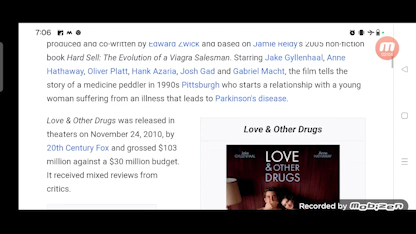 7:06
produced and co-written by Edward Zwick and based on Jamie Reidy's 2005 non-fiction
book Hard Sell: The Evolution of a Viagra Salesman. Starring Jake Gyllenhaal, Anne
Hathaway, Oliver Platt, Hank Azaria, Josh Gad and Gabriel Macht, the film tells the
story of a medicine peddler in 1990s Pittsburgh who starts a relationship with a young
woman suffering from an illness that leads to Parkinson's disease.
Love & Other Drugs was released in
theaters on November 24, 2010, by
20th Century Fox and grossed $103
million against a $30 million budget.
It received mixed reviews from
critics.
Love & Other Drugs
LOVE
& OTHER
DRUGS
Recorded by Mobizen